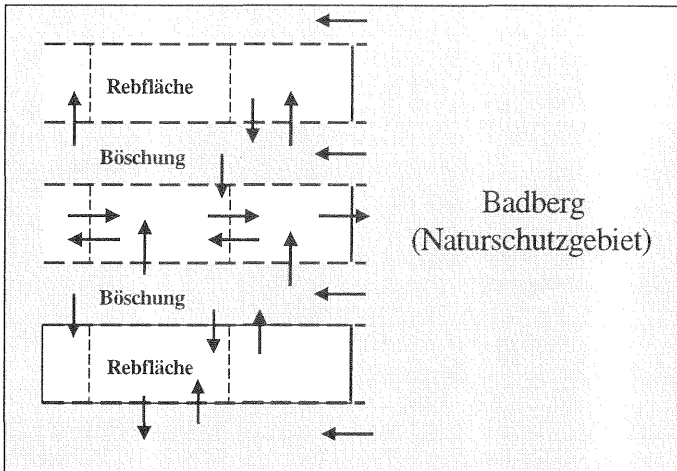 Rebfläche
Böschung
Badberg
(Naturschutzgebiet)
Böschung
Rebfläche